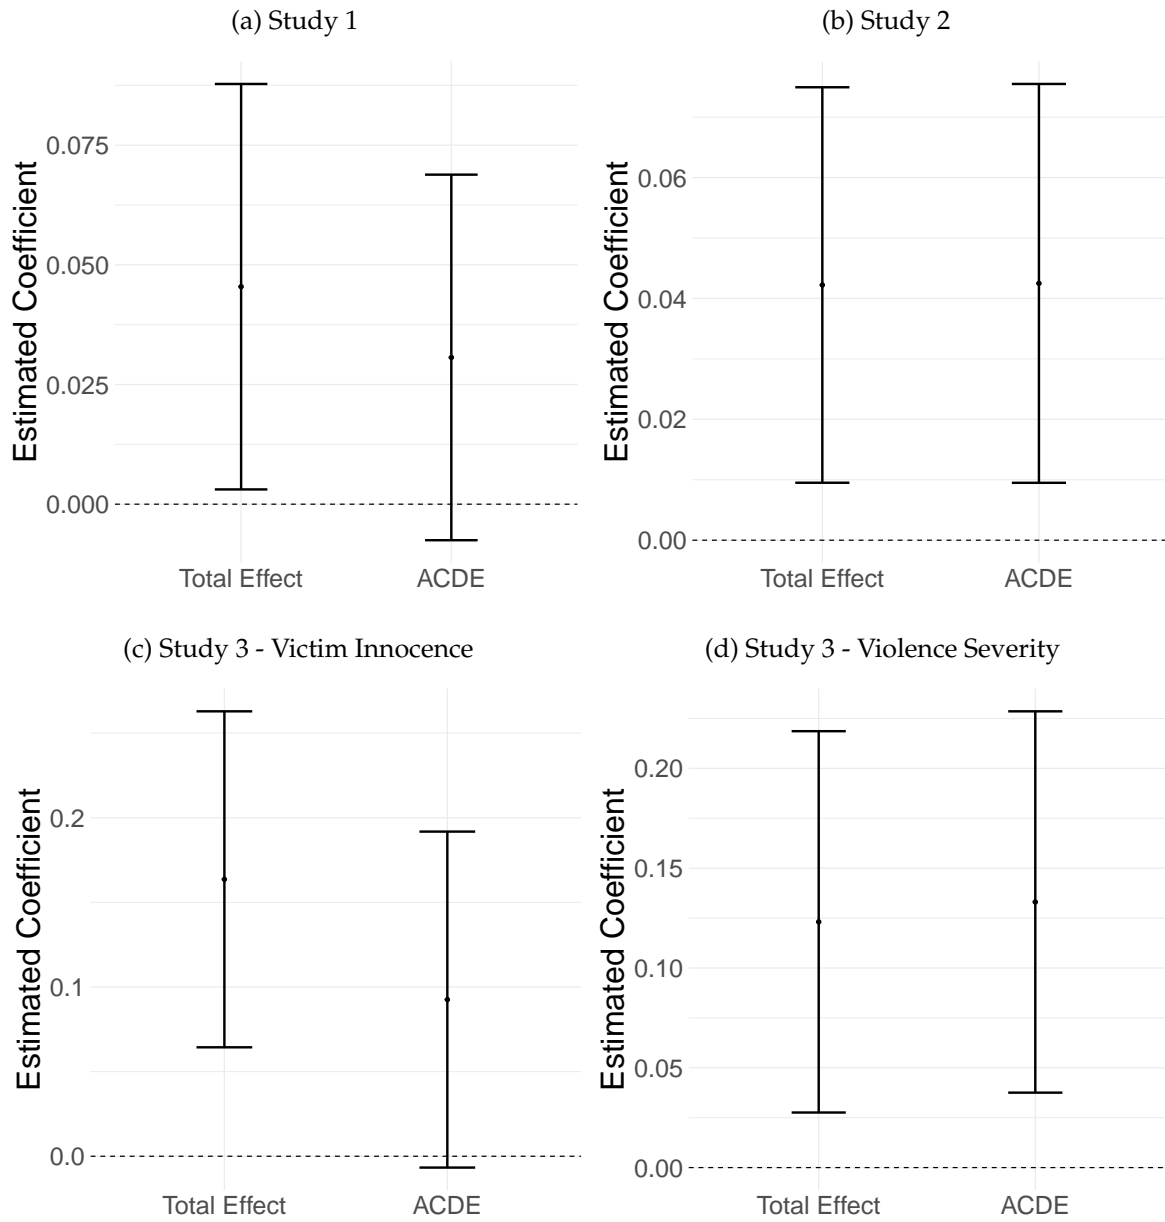 (a) Study 1
Estimated Coefficient
0.075
0.050
0.025
0.000
Total Effect ACDE
(b) Study 2
Estimated Coefficient
0.06
0.04
0.02
0.00
Total Effect ACDE
(c) Study 3 - Victim Innocence
Estimated Coefficient
0.2
0.1
0.0
Total Effect ACDE
(d) Study 3 - Violence Severity
Estimated Coefficient
0.20
0.15
0.10
0.05
0.00
Total Effect ACDE